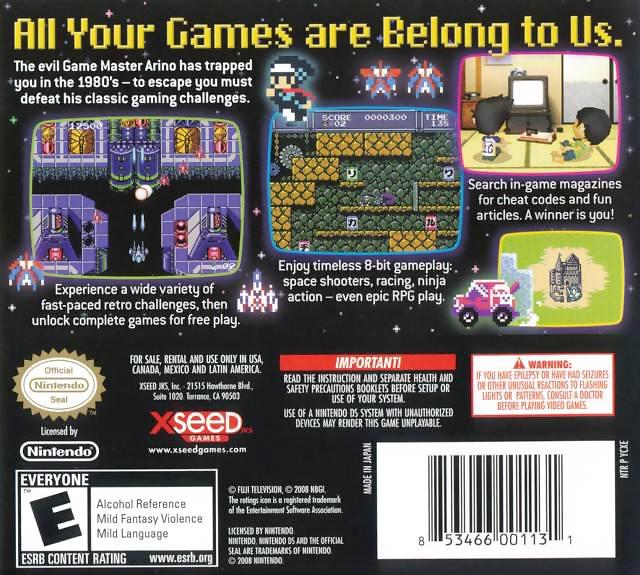 All Your Games are Belong to Us.
The evil Game Master Arino has trapped
you in the 1980's – to escape you must
defeat his classic gaming challenges.
12500
SCORE 0000300 TIME
x02 135
x02
Search in-game magazines
for cheat codes and fun
articles. A winner is you!
Experience a wide variety of
fast-paced retro challenges, then
unlock complete games for free play.
Enjoy timeless 8-bit gameplay:
space shooters, racing, ninja
action – even epic RPG play.
Official
Nintendo
Seal
TM
Licensed by
Nintendo
FOR SALE, RENTAL AND USE ONLY IN USA,
CANADA, MEXICO AND LATIN AMERICA.
XSEED JKS, Inc. · 21515 Hawthorne Blvd.,
Suite 1020. Torrance, CA 90503
XSEED JKS
GAMES
www.xseedgames.com
IMPORTANT!
READ THE INSTRUCTION AND SEPARATE HEALTH AND
SAFETY PRECAUTIONS BOOKLETS BEFORE SETUP OR
USE OF YOUR SYSTEM.
USE OF A NINTENDO DS SYSTEM WITH UNAUTHORIZED
DEVICES MAY RENDER THIS GAME UNPLAYABLE.
WARNING:
IF YOU HAVE EPILEPSY OR HAVE HAD SEIZURES
OR OTHER UNUSUAL REACTIONS TO FLASHING
LIGHTS OR PATTERNS, CONSULT A DOCTOR
BEFORE PLAYING VIDEO GAMES.
EVERYONE
TM
E
Alcohol Reference
Mild Fantasy Violence
Mild Language
ESRB CONTENT RATING www.esrb.org
© FUJI TELEVISION, © 2008 NBGI.
The ratings icon is a registered trademark
of the Entertainment Software Association.
LICENSED BY NINTENDO
NINTENDO, NINTENDO DS AND THE OFFICIAL
SEAL ARE TRADEMARKS OF NINTENDO.
© 2008 NINTENDO.
MADE IN JAPAN
8 53466 00113 1
NTR P YCKE